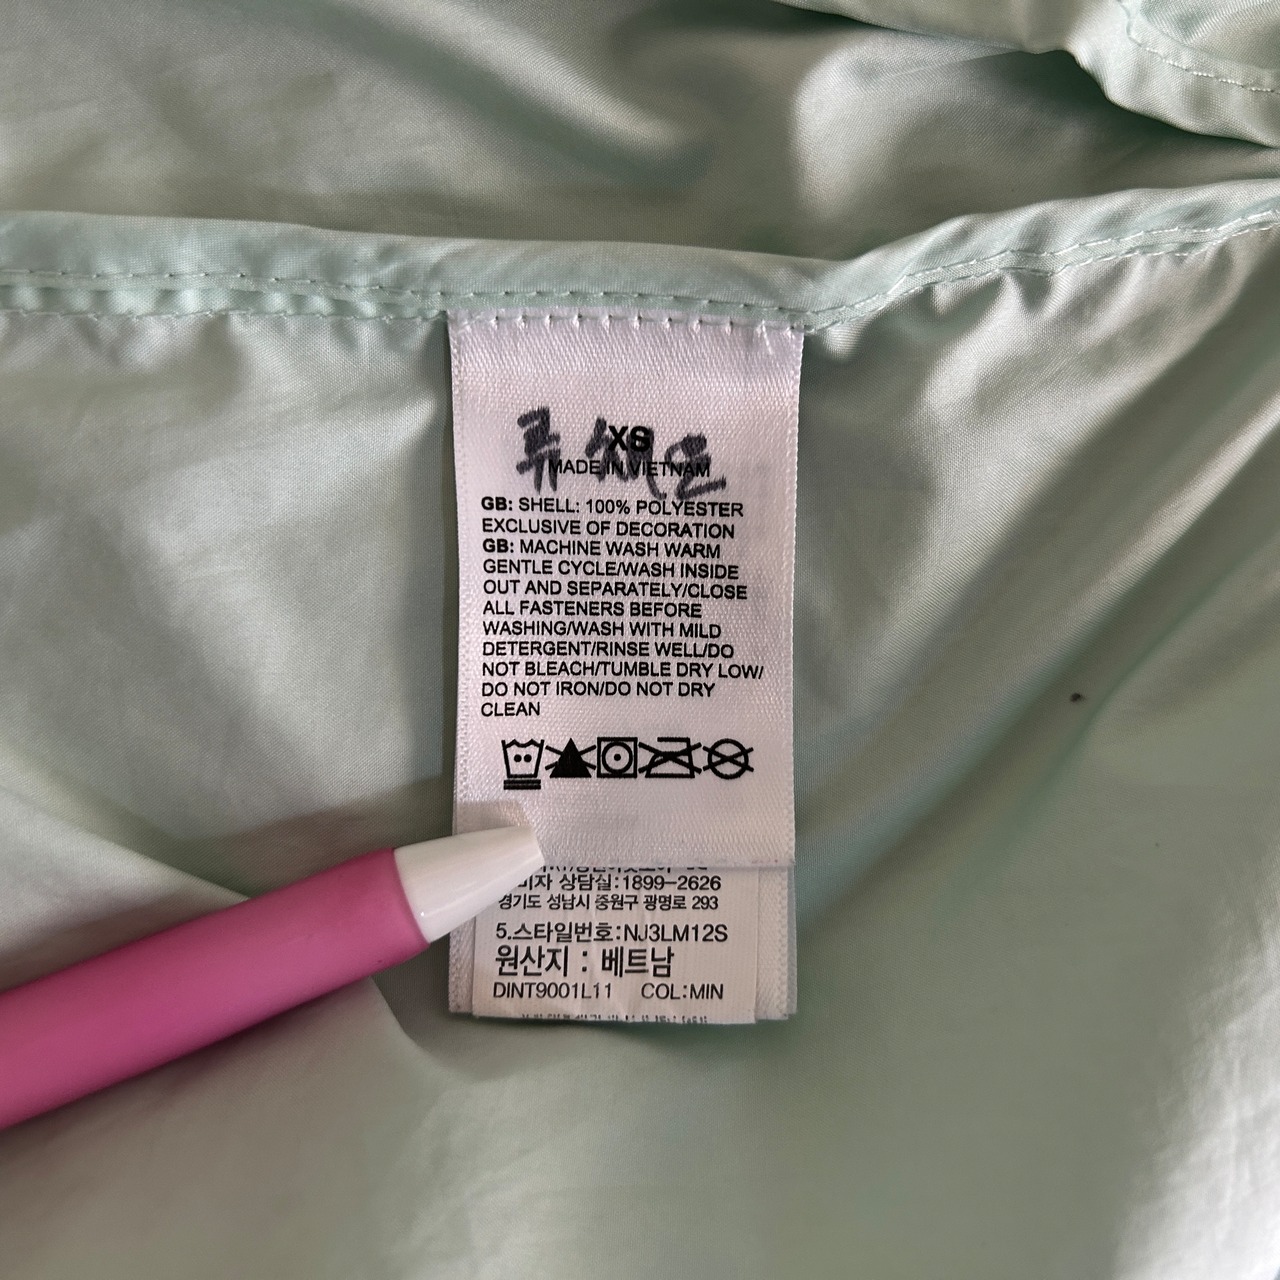 XS
MADE IN VIETNAM
GB: SHELL: 100% POLYESTER
EXCLUSIVE OF DECORATION
GB: MACHINE WASH WARM
GENTLE CYCLE/WASH INSIDE
OUT AND SEPARATELY/CLOSE
ALL FASTENERS BEFORE
WASHING/WASH WITH MILD
DETERGENT/RINSE WELL/DO
NOT BLEACH/TUMBLE DRY LOW/
DO NOT IRON/DO NOT DRY
CLEAN
상담실:1899-2626
경기도 성남시 중원구 광명로 293
5.스타일번호:NJ3LM12S
원산지 : 베트남
DINT9001L11 COL:MIN